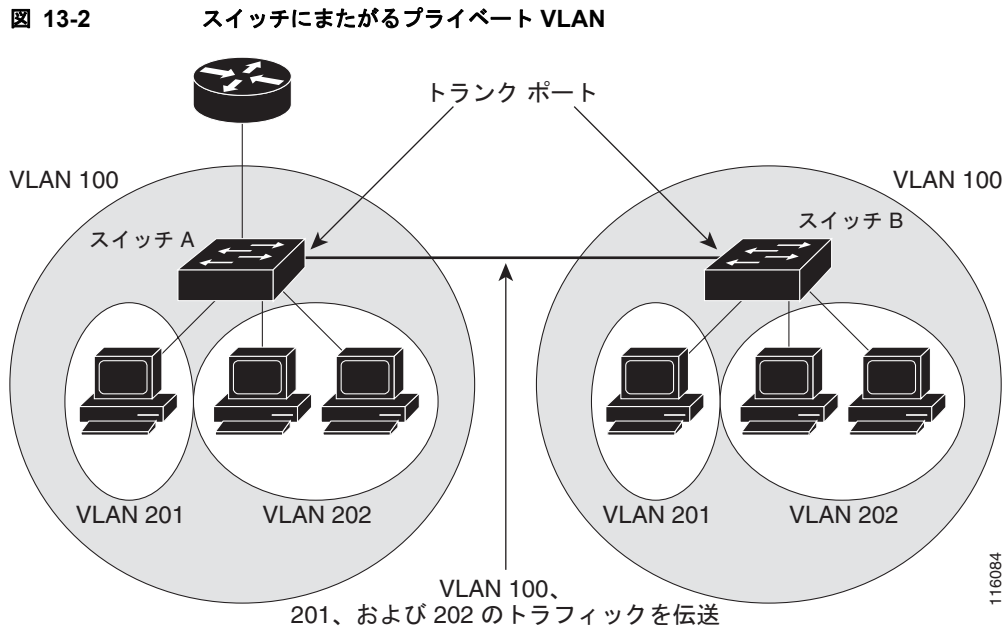 図 13-2 スイッチにまたがるプライベート VLAN
トランク ポート
VLAN 100
VLAN 100
スイッチ A
スイッチ B
VLAN 201
VLAN 202
VLAN 201
VLAN 202
VLAN 100、
201、および 202 のトラフィックを伝送
116084